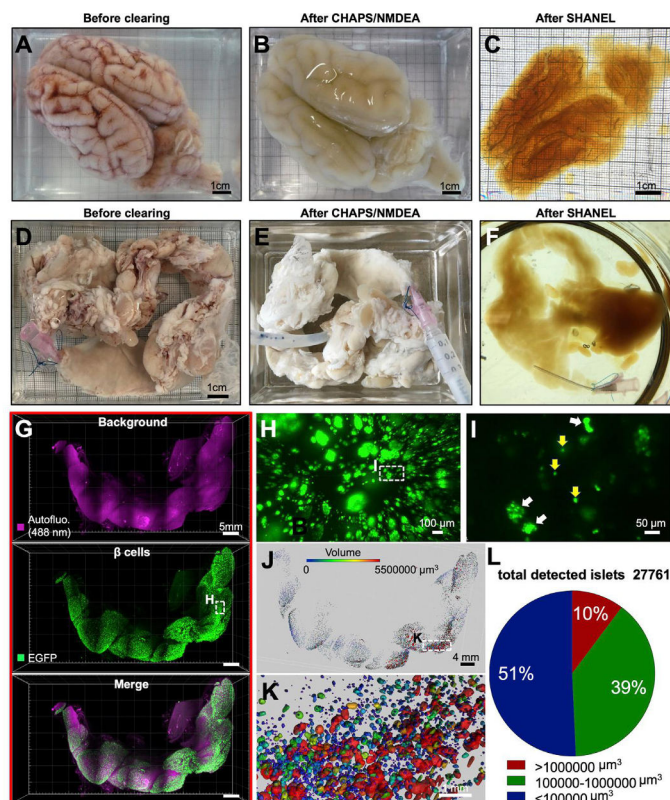 Before clearing
After CHAPS/NMDEA
After SHANEL
A
B
C
1cm
1cm
1cm
Before clearing
After CHAPS/NMDEA
After SHANEL
D
E
F
1cm
G
Background
Autofluo.
(488 nm)
5mm
β cells
H
EGFP
Merge
H
I
B
100 µm
I
50 µm
J
Volume
0
5500000 µm³
K
4 mm
K
L
total detected islets 27761
10%
51%
39%
>1000000 µm³
100000-1000000 µm³
<100000 µm³